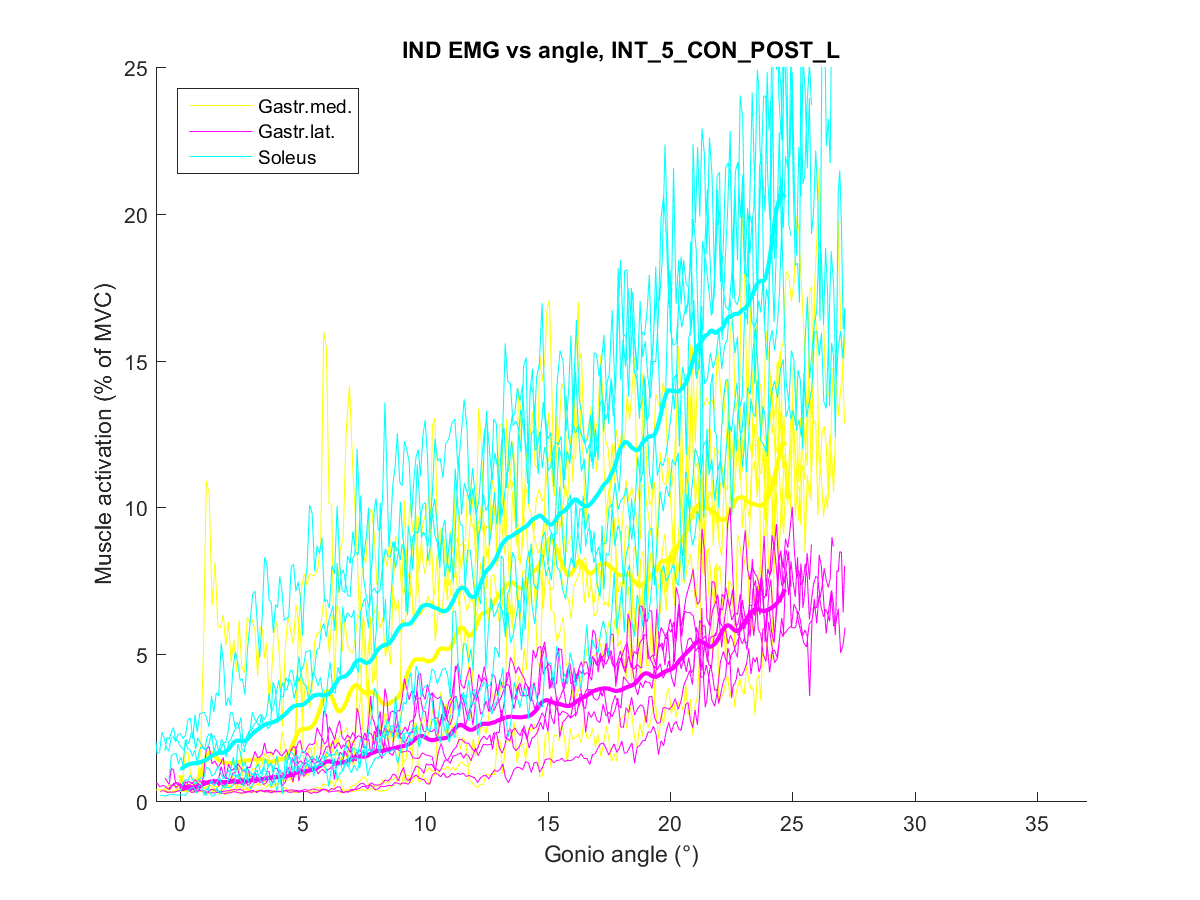 IND EMG vs angle, INT_5_CON_POST_L
25
20
15
10
5
0
Muscle activation (% of MVC)
Gastr.med.
Gastr.lat.
Soleus
0 5 10 15 20 25 30 35
Gonio angle (°)